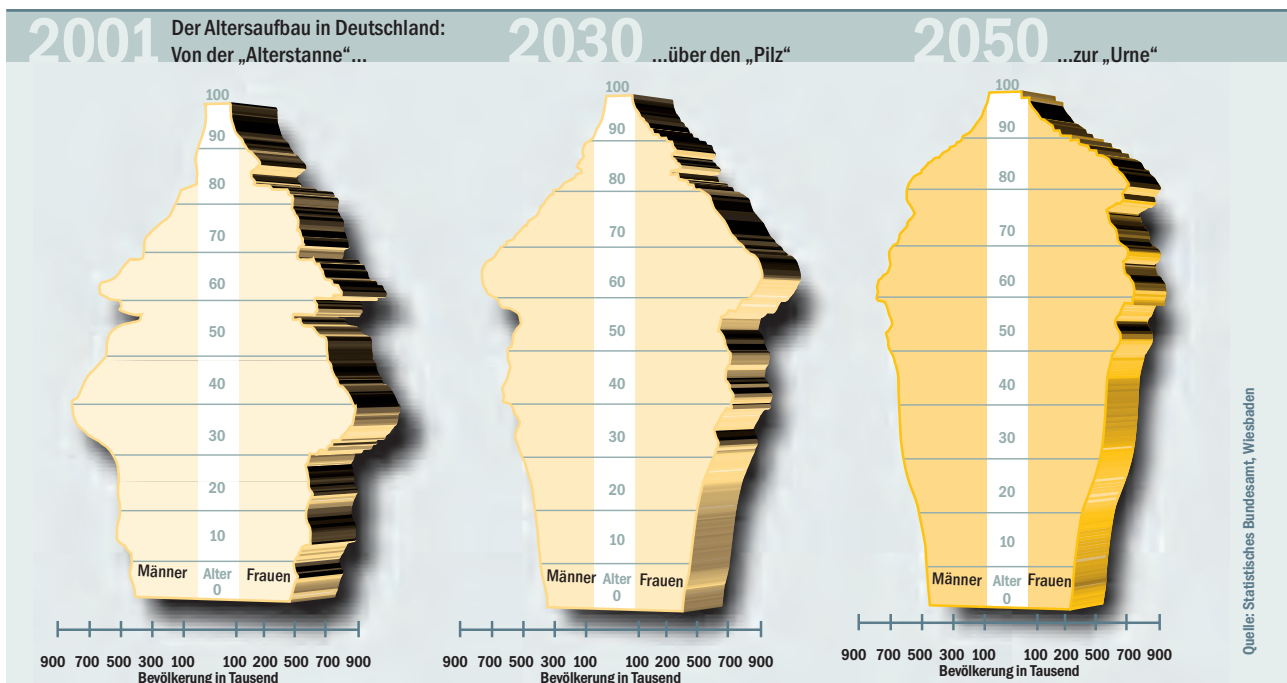 2001
Der Altersaufbau in Deutschland:
Von der „Alterstanne“...
2030
...über den „Pilz“
2050
...zur „Urne“
100
90
80
70
60
50
40
30
20
10
Männer Alter Frauen
0
900 700 500 300 100 100 200 500 700 900
Bevölkerung in Tausend
100
90
80
70
60
50
40
30
20
10
Männer Alter Frauen
0
900 700 500 300 100 100 200 500 700 900
Bevölkerung in Tausend
100
90
80
70
60
50
40
30
20
10
Männer Alter Frauen
0
900 700 500 300 100 100 200 500 700 900
Bevölkerung in Tausend
Quelle: Statistisches Bundesamt, Wiesbaden